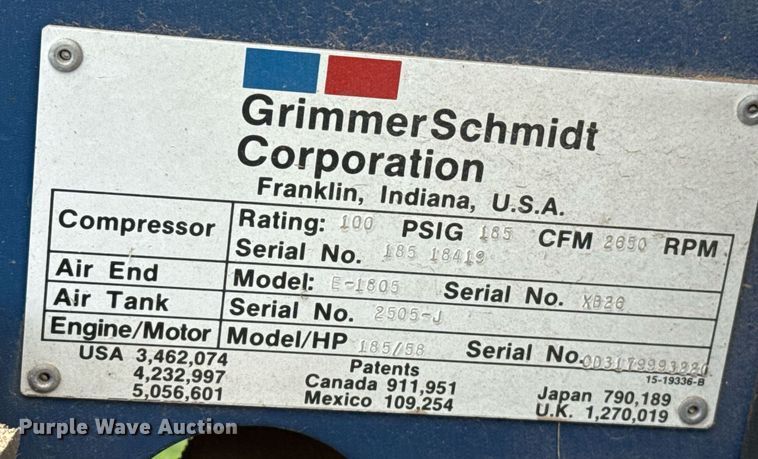 GrimmerSchmidt
Corporation
Franklin, Indiana, U.S.A.
Compressor Rating: 100 PSIG 185 CFM 2650 RPM
Serial No. 185 18419
Air End Model: E-1805 Serial No.
Air Tank Serial No. 2505-J
Engine/Motor Model/HP 185/58 Serial No.
15-19336-B
USA 3,462,074
4,232,997
5,056,601
Patents
Canada 911,951
Mexico 109.254
Japan 790,189
U.K. 1,270,019
Purple Wave Auction